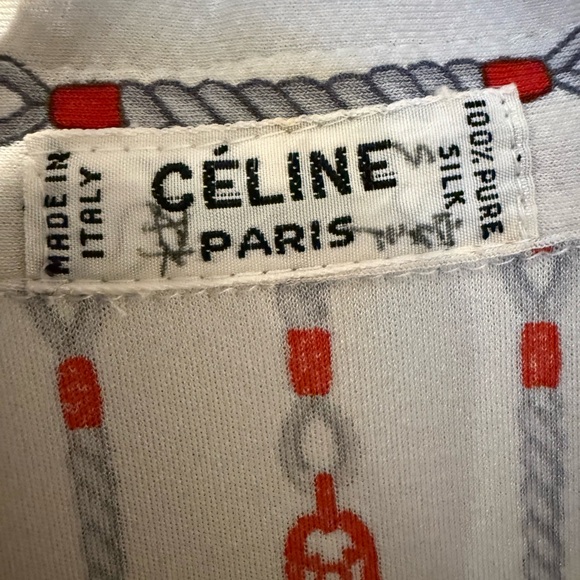 MADE IN
ITALY
CÉLINE
PARIS
100% PURE
SILK